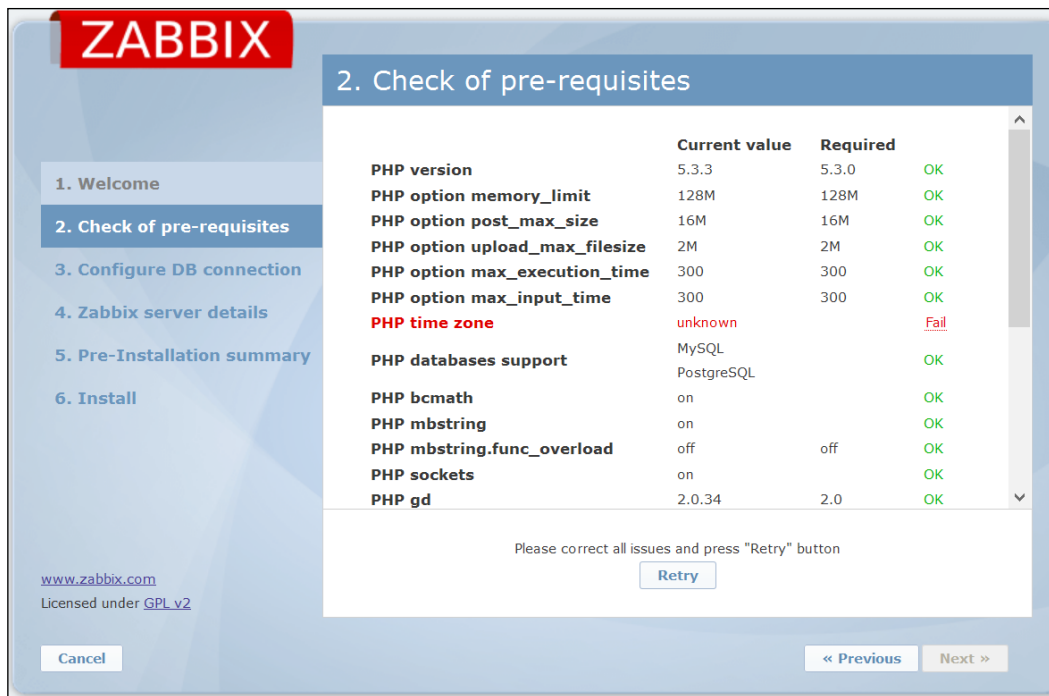 ZABBIX
2. Check of pre-requisites
1. Welcome
2. Check of pre-requisites
3. Configure DB connection
4. Zabbix server details
5. Pre-Installation summary
6. Install
Current value Required
PHP version 5.3.3 5.3.0 OK
PHP option memory_limit 128M 128M OK
PHP option post_max_size 16M 16M OK
PHP option upload_max_filesize 2M 2M OK
PHP option max_execution_time 300 300 OK
PHP option max_input_time 300 300 OK
PHP time zone unknown Fail
MySQL
PHP databases support OK
PostgreSQL
PHP bcmath on OK
PHP mbstring on OK
PHP mbstring.func_overload off off OK
PHP sockets on OK
PHP gd 2.0.34 2.0 OK
Please correct all issues and press "Retry" button
Retry
www.zabbix.com
Licensed under GPL v2
Cancel
« Previous
Next »